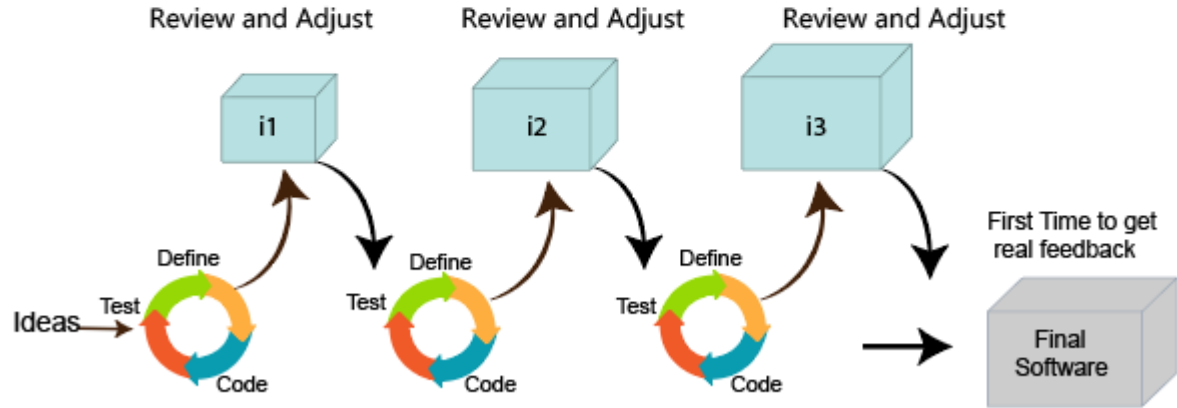 Review and Adjust
Review and Adjust
Review and Adjust
i1
i2
i3
First Time to get
real feedback
Define
Define
Define
Test
Test
Test
Ideas
Code
Code
Code
Final
Software